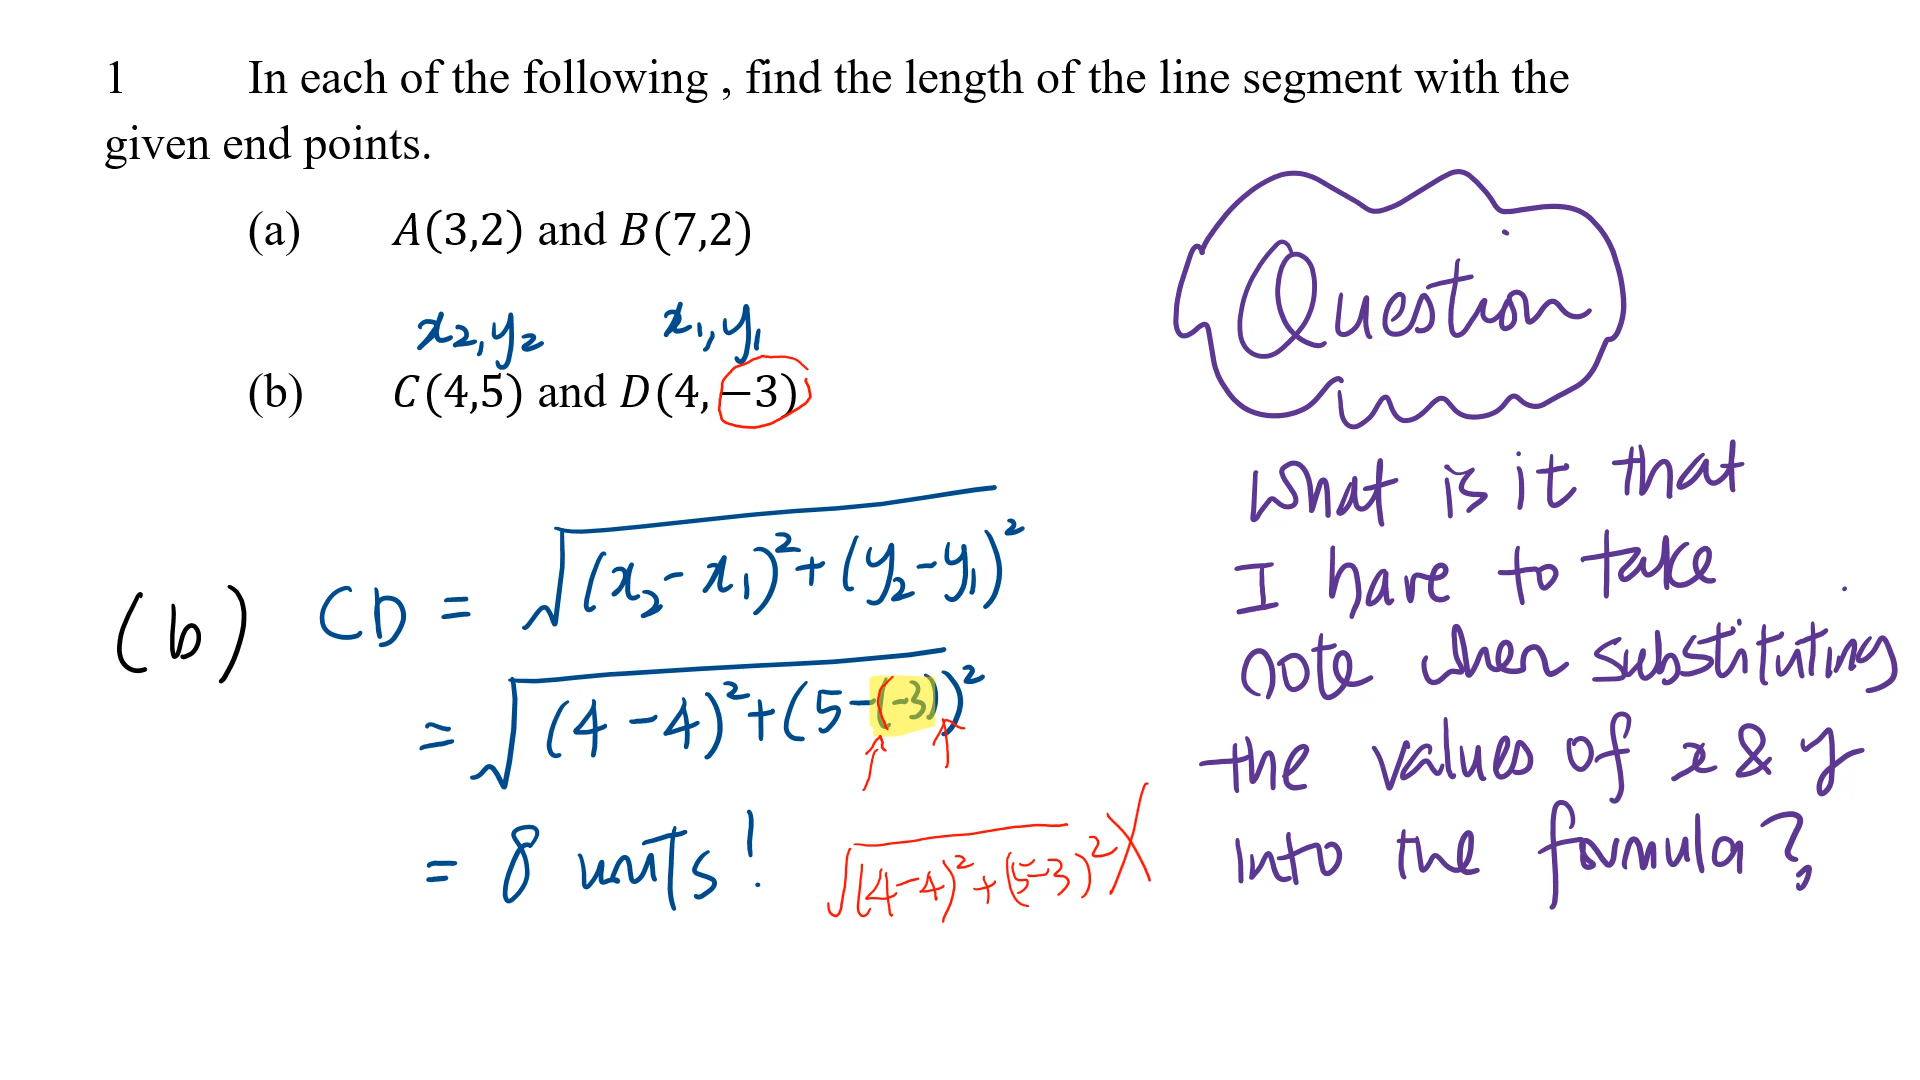 1 In each of the following , find the length of the line segment with the
given end points.
(a) A(3,2) and B(7,2)
x₂,y₂ x₁,y₁
(b) C(4,5) and D(4,−3)
(b) CD = √((x₂-x₁)²+(y₂-y₁)²)
= √((4-4)²+(5-(-3))²)
= 8 units!
√((4-4)²+(5-3)²) X
Question
What is it that
I have to take
note when substituting
the values of x & y
into the formula?